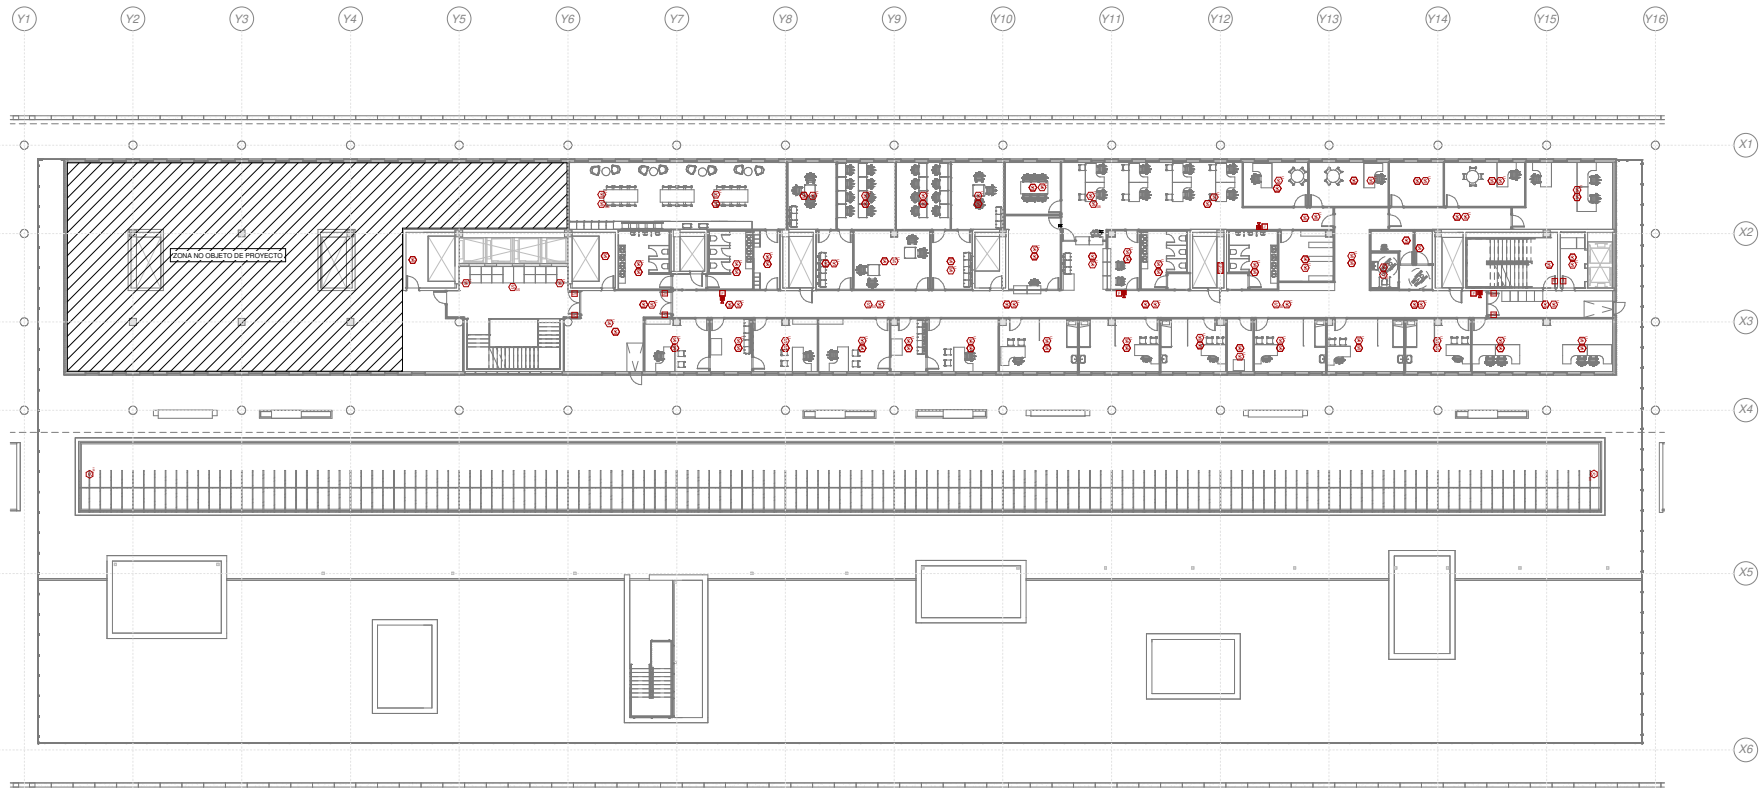 Y1 Y2 Y3 Y4 Y5 Y6 Y7 Y8 Y9 Y10 Y11 Y12 Y13 Y14 Y15 Y16
X1
X2
ZONA NO OBJETO DE PROYECTO
X3
X4
X5
X6